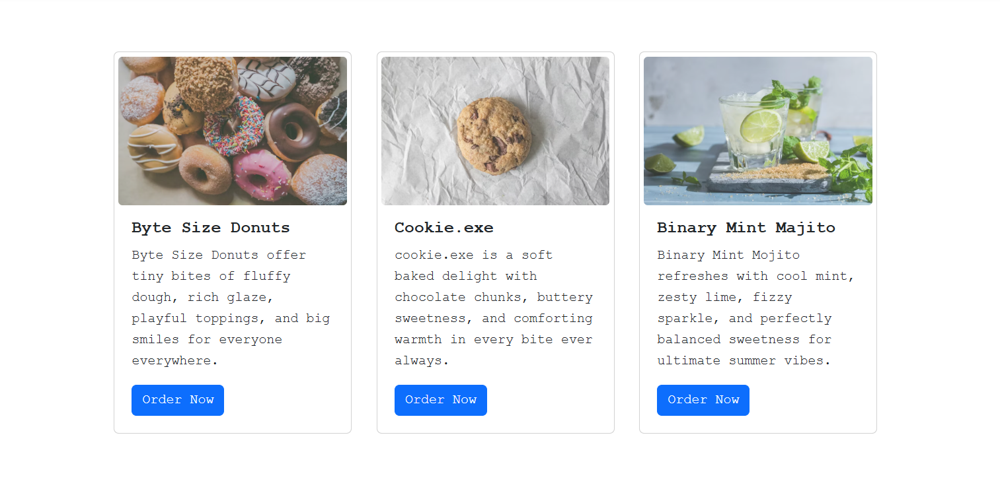 Byte Size Donuts
Byte Size Donuts offer
tiny bites of fluffy
dough, rich glaze,
playful toppings, and big
smiles for everyone
everywhere.
Order Now
Cookie.exe
cookie.exe is a soft
baked delight with
chocolate chunks, buttery
sweetness, and comforting
warmth in every bite ever
always.
Order Now
Binary Mint Majito
Binary Mint Mojito
refreshes with cool mint,
zesty lime, fizzy
sparkle, and perfectly
balanced sweetness for
ultimate summer vibes.
Order Now